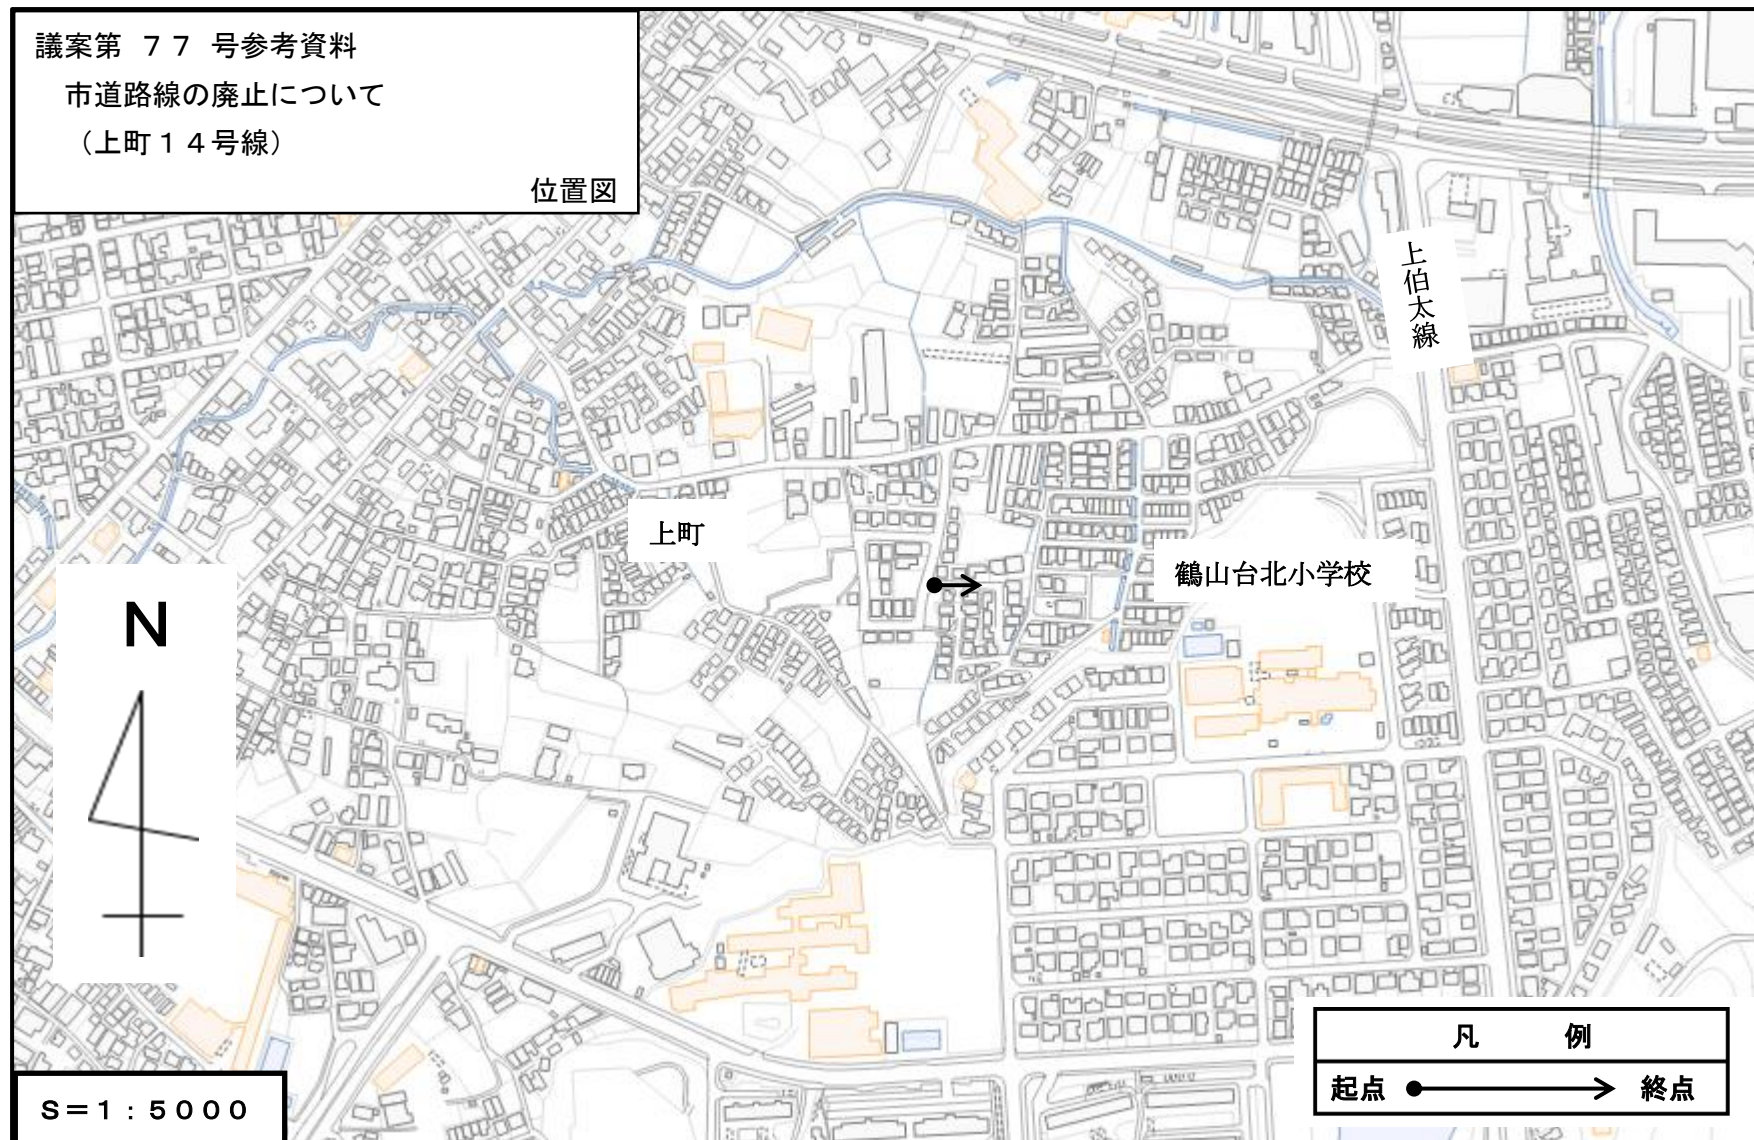 議案第 ７７ 号参考資料
市道路線の廃止について
（上町１４号線）
位置図
上伯太線
上町
鶴山台北小学校
N
凡 例
起点 終点
S＝１：５０００